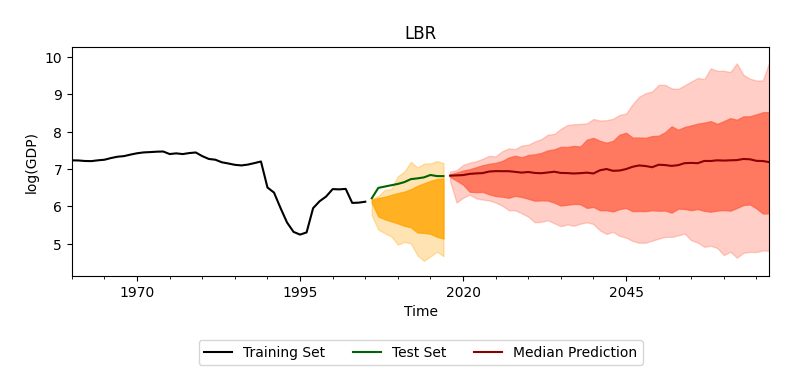 LBR
log(GDP)
10
9
8
7
6
5
1970
1995
2020
2045
Time
Training Set
Test Set
Median Prediction